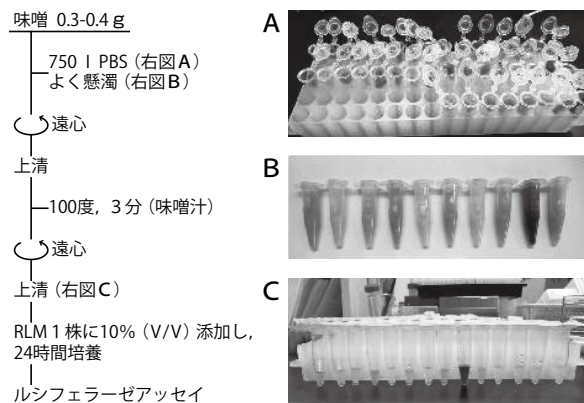 味噌 0.3-0.4 g
750 l PBS（右図A）
よく懸濁（右図B）
遠心
上清
100度，3分（味噌汁）
遠心
上清（右図C）
RLM 1 株に10%（V/V）添加し，
24時間培養
ルシフェラーゼアッセイ
A
B
C